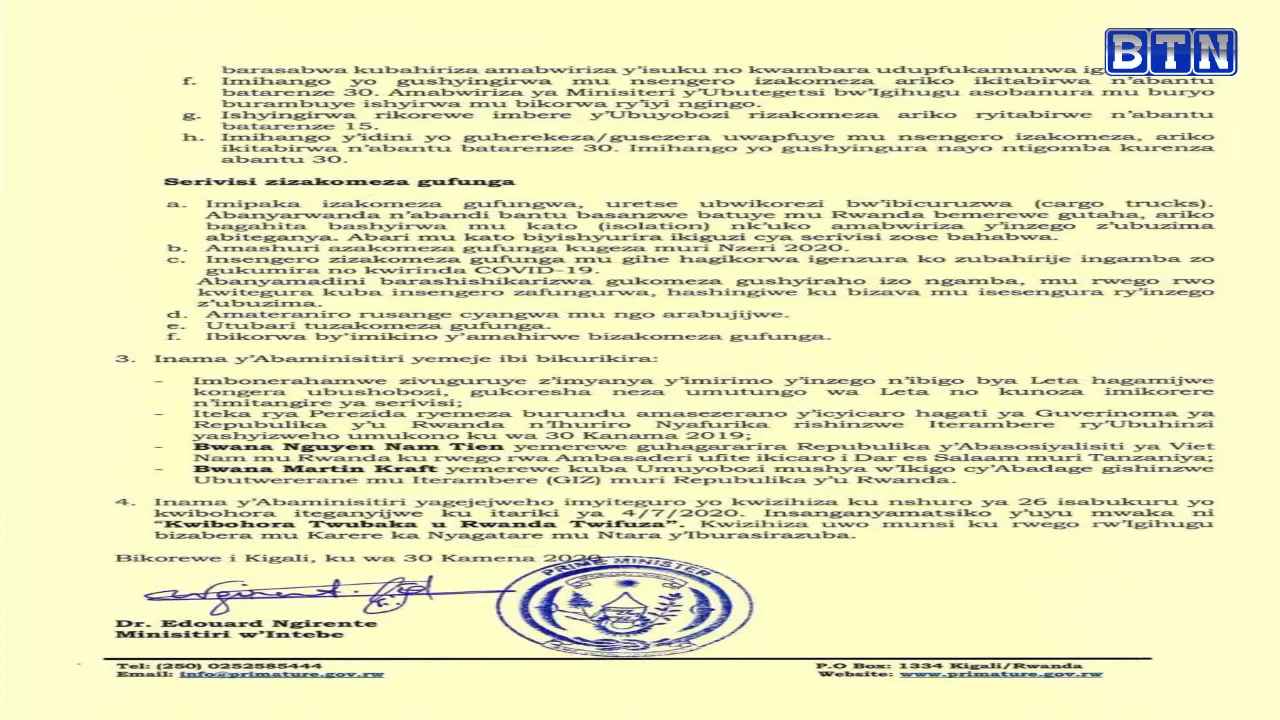 BTN
barasabwa kubahiriza amabwiriza y'isuku no kwambara udupfukamunwa
f. Imihango yo gushyingirwa mu nsengero izakomeza ariko ikitabirwa n'abantu
batarenze 30. Amabwiriza ya Minisiteri y'Ubutegetsi bw'Igihugu asobanura mu buryo
burambuye ishyirwa mu bikorwa ry'iyi ngingo.
g. Ishyingirwa rikorewe imbere y'Ubuyobozi rizakomeza ariko ryitabirwe n'abantu
batarenze 15.
h. Imihango y'idini yo guherekeza/gusezera uwapfuye mu nsengero izakomeza, ariko
ikitabirwa n'abantu batarenze 30. Imihango yo gushyingura nayo ntigomba kurenza
abantu 30.
Serivisi zizakomeza gufunga
a. Imipaka izakomeza gufungwa, uretse ubwikorezi bw'ibicuruzwa (cargo trucks).
Abanyarwanda n'abandi bantu basanzwe batuye mu Rwanda bemerewe gutaha, ariko
bagahita bashyirwa mu kato (isolation) nk'uko amabwiriza y'inzego z'ubuzima
abiteganya. Abari mu kato biyishyurira ikiguzi cya serivisi zose bahabwa.
b. Amashuri azakomeza gufunga kugeza muri Nzeri 2020.
c. Insengero zizakomeza gufunga mu gihe hagikorwa igenzura ko zubahirije ingamba zo
gukumira no kwirinda COVID-19.
Abanyamadini barashishikarizwa gukomeza gushyiraho izo ngamba, mu rwego rwo
kwitegura kuba insengero zafungurwa, hashingiwe ku bizava mu isesengura ry'inzego
z'ubuzima.
d. Amateraniro rusange cyangwa mu ngo arabujijwe.
e. Utubari tuzakomeza gufunga.
f. Ibikorwa by'imikino y'amahirwe bizakomeza gufunga.
3. Inama y'Abaminisitiri yemeje ibi bikurikira:
- Imbonerahamwe zivuguruye z'imyanya y'imirimo y'inzego n'ibigo bya Leta hagamijwe
kongera ubushobozi, gukoresha neza umutungo wa Leta no kunoza imikorere
n'imitangire ya serivisi;
- Iteka rya Perezida ryemeza burundu amasezerano y'icyicaro hagati ya Guverinoma ya
Repubulika y'u Rwanda n'Ihuriro Nyafurika rishinzwe Iterambere ry'Ubuhinzi
yashyizweho umukono ku wa 30 Kanama 2019;
- Bwana Nguyen Nam Tien yemerewe guhagararira Repubulika y'Abasosiyalisiti ya Viet
Nam mu Rwanda ku rwego rwa Ambasaderi ufite ikicaro i Dar es Salaam muri Tanzaniya;
- Bwana Martin Kraft yemerewe kuba Umuyobozi mushya w'Ikigo cy'Abadage gishinzwe
Ubutwererane mu Iterambere (GIZ) muri Repubulika y'u Rwanda.
4. Inama y'Abaminisitiri yagejejweho imyiteguro yo kwizihiza ku nshuro ya 26 isabukuru yo
kwibohora iteganyijwe ku itariki ya 4/7/2020. Insanganyamatsiko y'uyu mwaka ni
"Kwibohora Twubaka u Rwanda Twifuza". Kwizihiza uwo munsi ku rwego rw'Igihugu
bizabera mu Karere ka Nyagatare mu Ntara y'Iburasirazuba.
Bikorewe i Kigali, ku wa 30 Kamena 2020
PRIME MINISTER
Dr. Edouard Ngirente
Minisitiri w'Intebe
Tel: (250) 0252585444 P.O Box: 1334 Kigali/Rwanda
Email: info@primature.gov.rw Website: www.primature.gov.rw